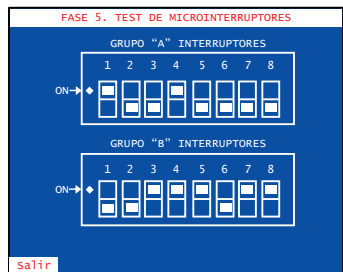 FASE 5. TEST DE MICROINTERRUPTORES
GRUPO “A” INTERRUPTORES
1 2 3 4 5 6 7 8
ON
GRUPO “B” INTERRUPTORES
1 2 3 4 5 6 7 8
ON
Salir